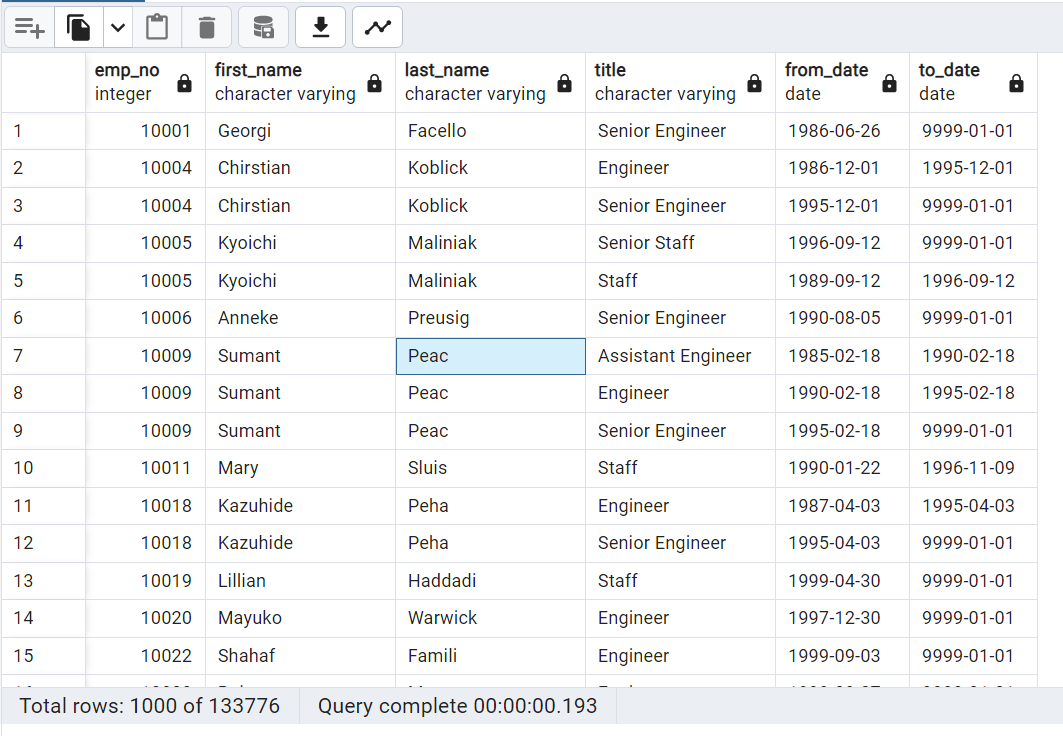 emp_no first_name last_name title from_date to_date
integer character varying character varying character varying date date
1 10001 Georgi Facello Senior Engineer 1986-06-26 9999-01-01
2 10004 Chirstian Koblick Engineer 1986-12-01 1995-12-01
3 10004 Chirstian Koblick Senior Engineer 1995-12-01 9999-01-01
4 10005 Kyoichi Maliniak Senior Staff 1996-09-12 9999-01-01
5 10005 Kyoichi Maliniak Staff 1989-09-12 1996-09-12
6 10006 Anneke Preusig Senior Engineer 1990-08-05 9999-01-01
7 10009 Sumant Peac Assistant Engineer 1985-02-18 1990-02-18
8 10009 Sumant Peac Engineer 1990-02-18 1995-02-18
9 10009 Sumant Peac Senior Engineer 1995-02-18 9999-01-01
10 10011 Mary Sluis Staff 1990-01-22 1996-11-09
11 10018 Kazuhide Peha Engineer 1987-04-03 1995-04-03
12 10018 Kazuhide Peha Senior Engineer 1995-04-03 9999-01-01
13 10019 Lillian Haddadi Staff 1999-04-30 9999-01-01
14 10020 Mayuko Warwick Engineer 1997-12-30 9999-01-01
15 10022 Shahaf Famili Engineer 1999-09-03 9999-01-01
Total rows: 1000 of 133776 Query complete 00:00:00.193